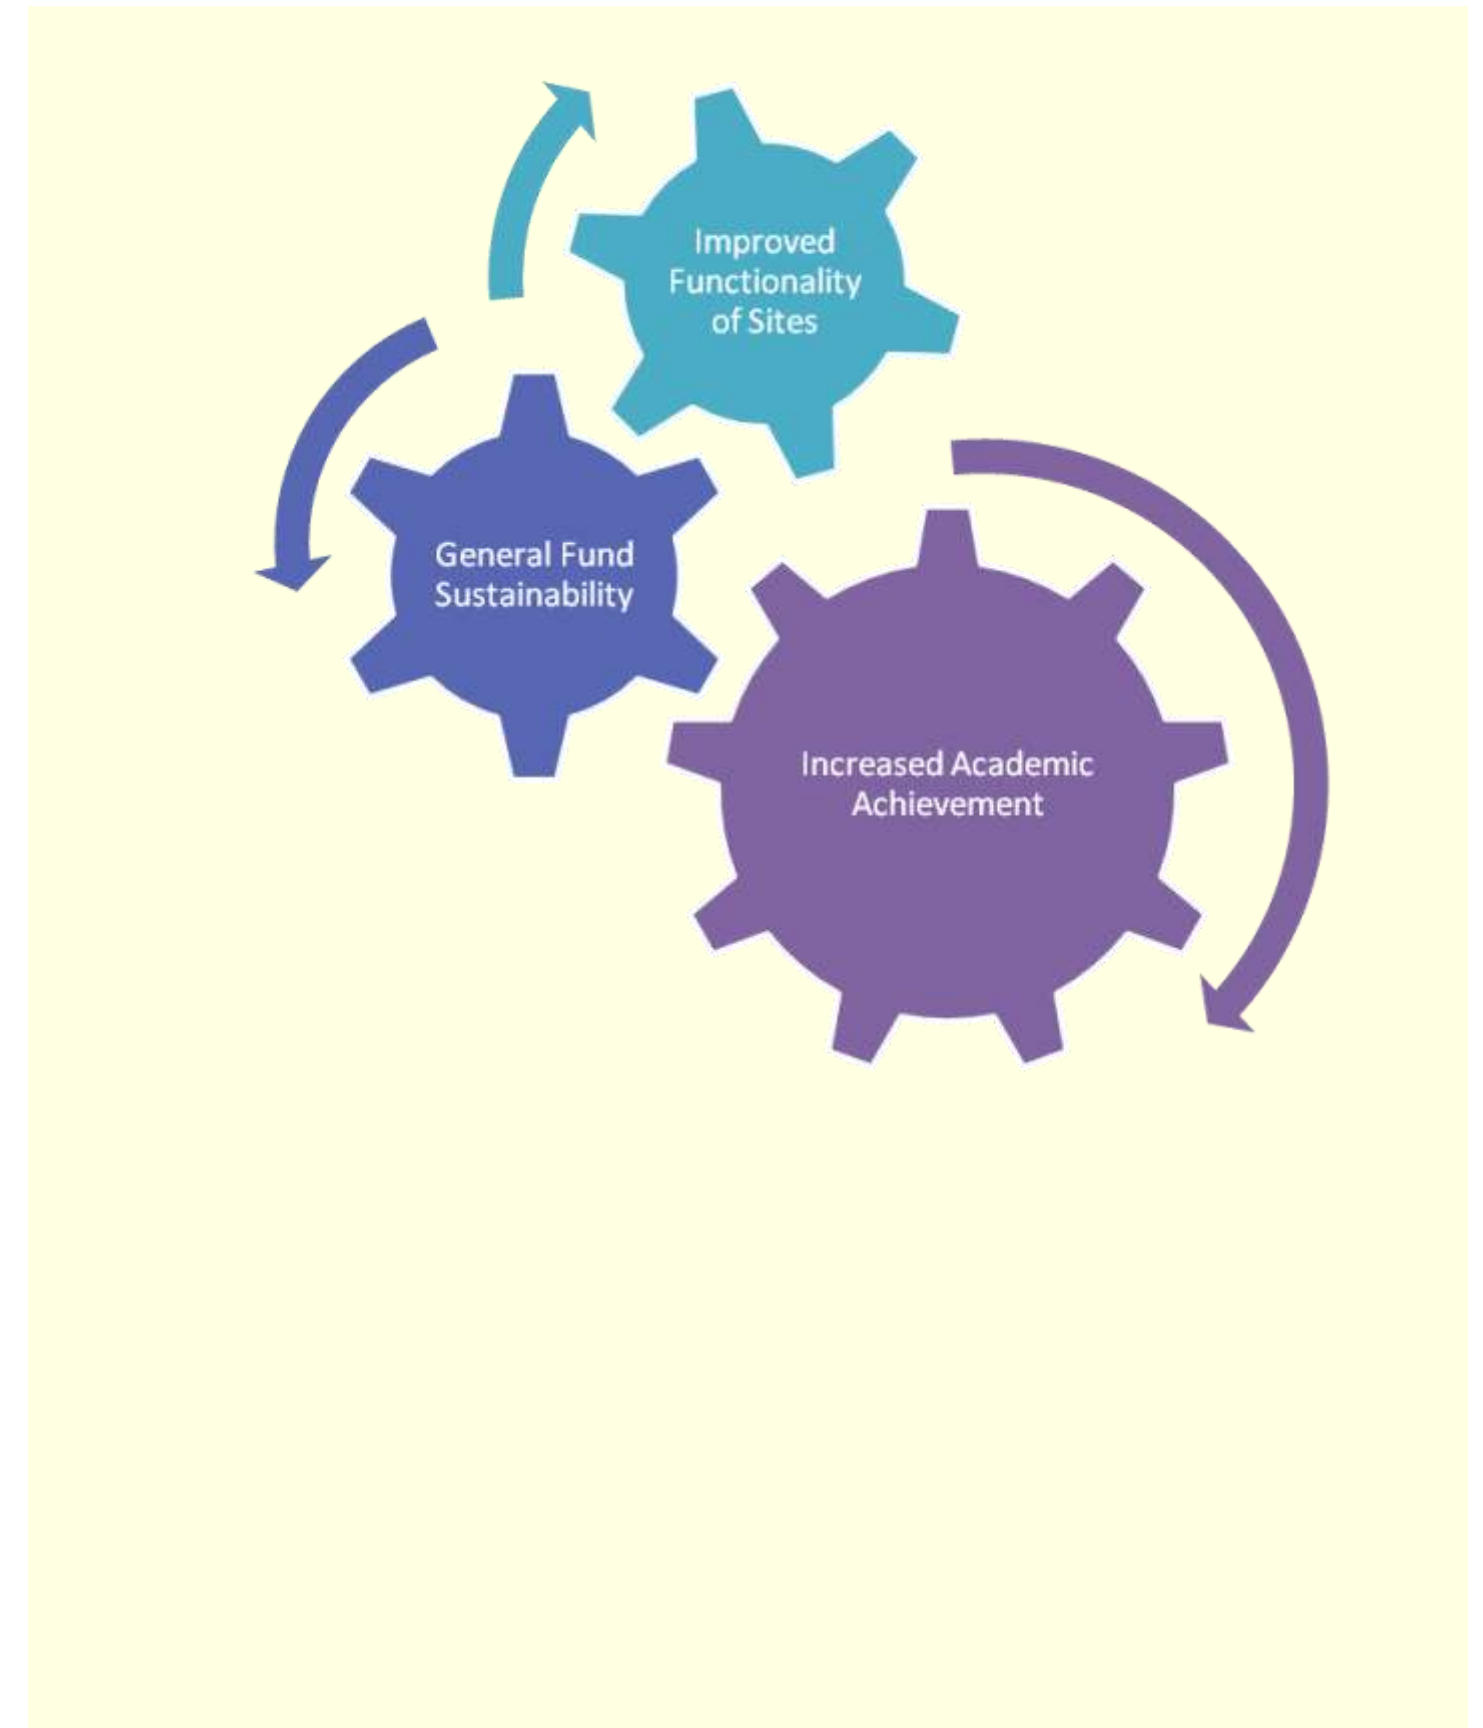 Improved
Functionality
of Sites
General Fund
Sustainability
Increased Academic
Achievement